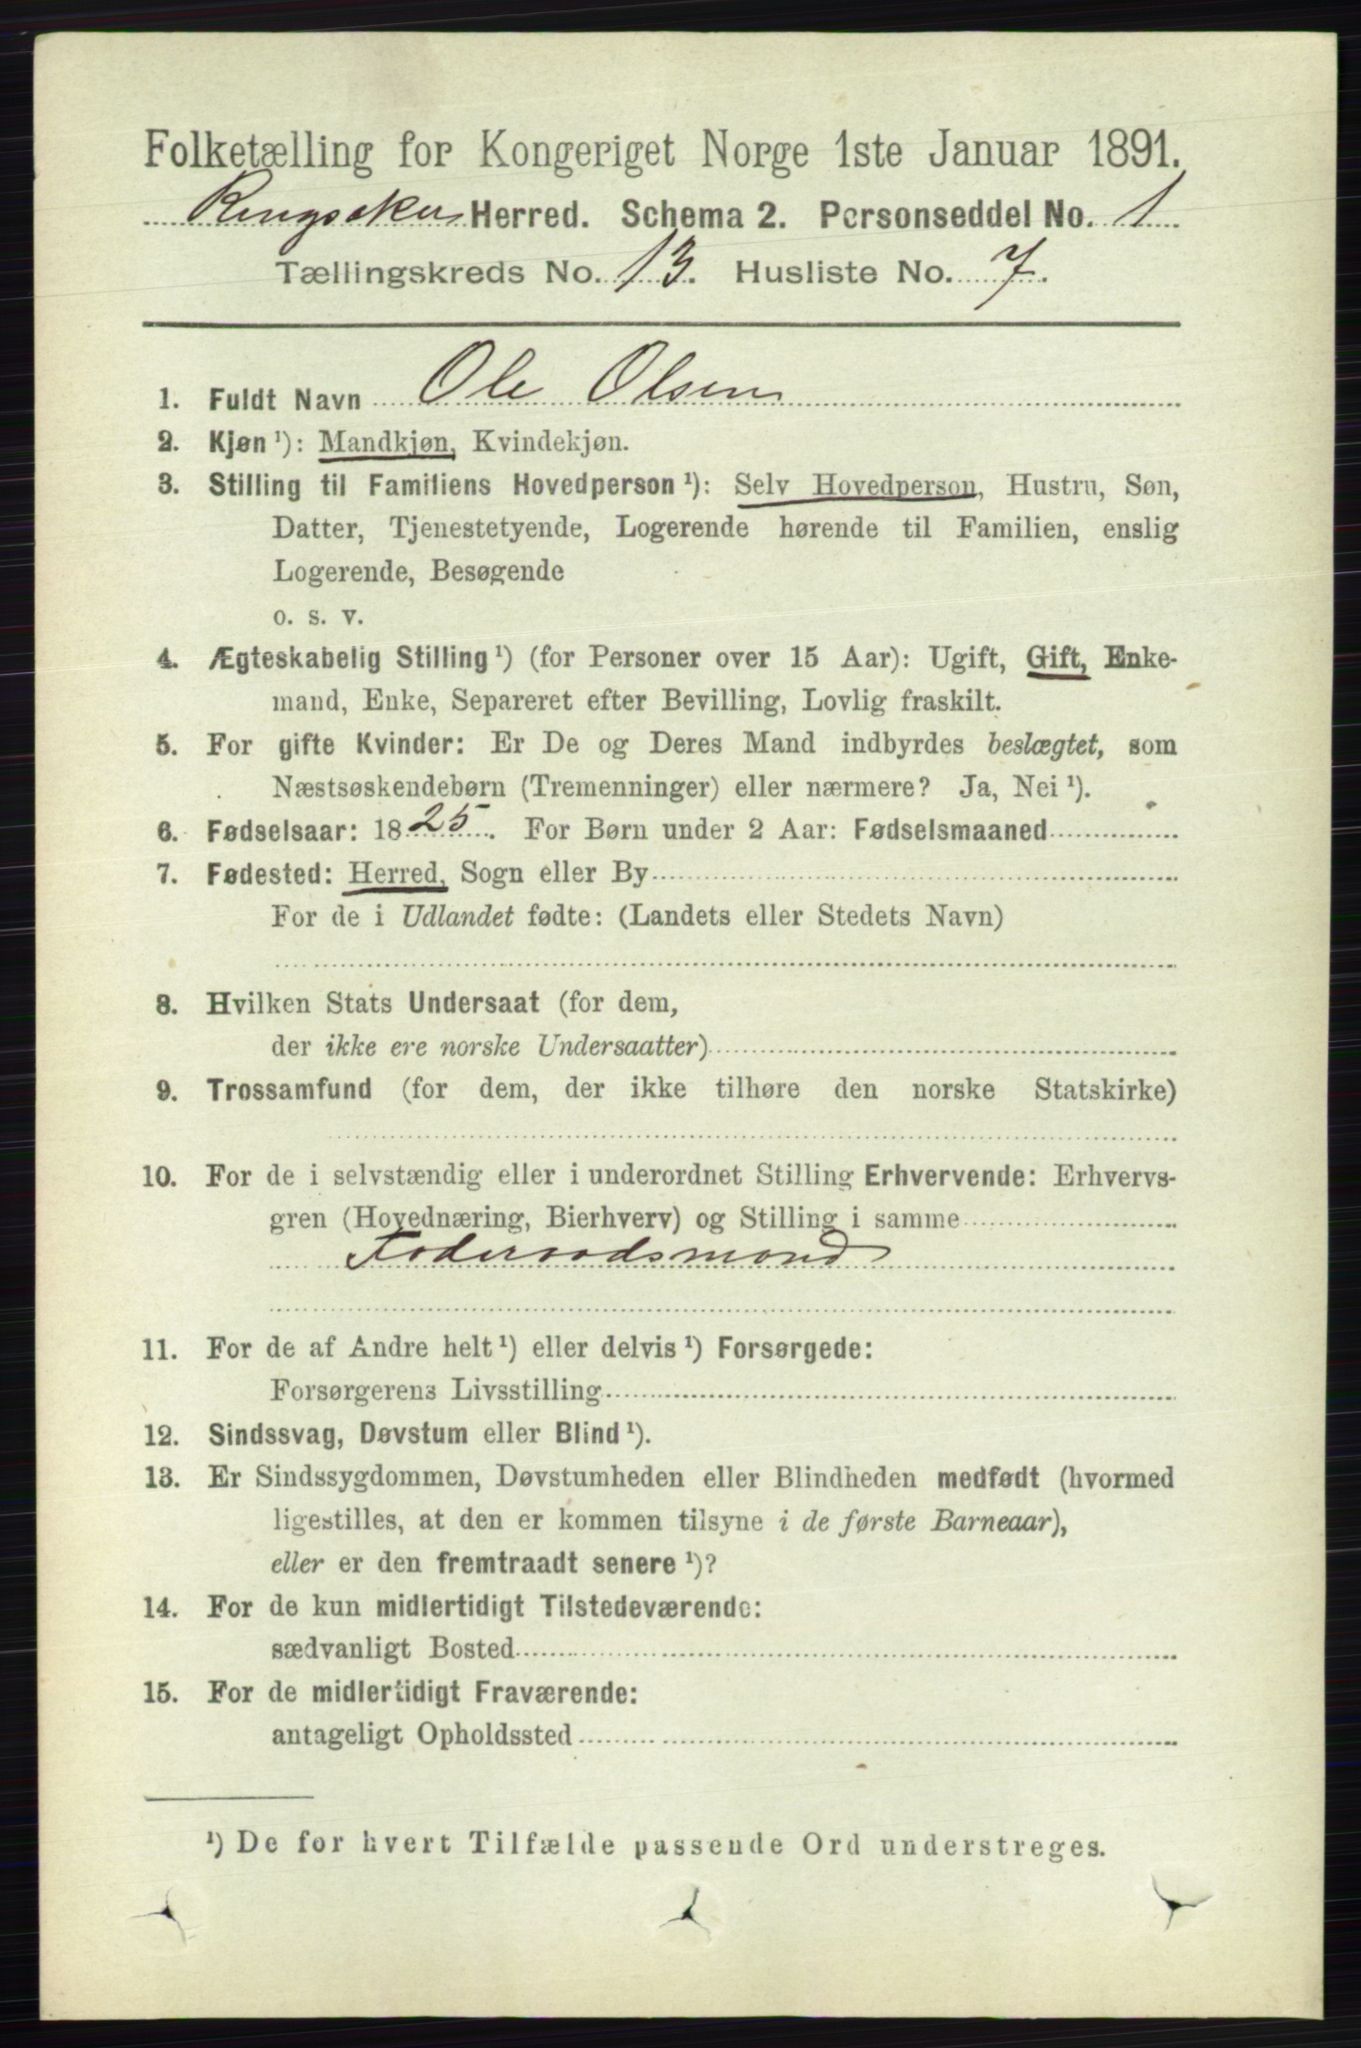 Folketælling for Kongeriget Norge 1ste Januar 1891.
Ringsaker Herred. Schema 2. Personseddel No. 1
Tællingskreds No. 13. Husliste No. 7.
1. Fuldt Navn Ole Olsen
2. Kjøn ¹): Mandkjøn, Kvindekjøn.
3. Stilling til Familiens Hovedperson ¹): Selv Hovedperson, Hustru, Søn,
Datter, Tjenestetyende, Logerende hørende til Familien, enslig
Logerende, Besøgende
o. s. v.
4. Ægteskabelig Stilling ¹) (for Personer over 15 Aar): Ugift, Gift, Enke-
mand, Enke, Separeret efter Bevilling, Lovlig fraskilt.
5. For gifte Kvinder: Er De og Deres Mand indbyrdes beslægtet, som
Næstsøskendebørn (Tremenninger) eller nærmere? Ja, Nei ¹).
6. Fødselsaar: 1825. For Børn under 2 Aar: Fødselsmaaned
7. Fødested: Herred, Sogn eller By
For de i Udlandet fødte: (Landets eller Stedets Navn)
8. Hvilken Stats Undersaat (for dem,
der ikke ere norske Undersaatter)
9. Trossamfund (for dem, der ikke tilhøre den norske Statskirke)
10. For de i selvstændig eller i underordnet Stilling Erhvervende: Erhvervs-
gren (Hovednæring, Bierhverv) og Stilling i samme
Foderaadsmand
11. For de af Andre helt ¹) eller delvis ¹) Forsørgede:
Forsørgerens Livsstilling
12. Sindssvag, Døvstum eller Blind ¹).
13. Er Sindssygdommen, Døvstumheden eller Blindheden medfødt (hvormed
ligestilles, at den er kommen tilsyne i de første Barneaar),
eller er den fremtraadt senere ¹)?
14. For de kun midlertidigt Tilstedeværende:
sædvanligt Bosted
15. For de midlertidigt Fraværende:
antageligt Opholdssted
¹) De for hvert Tilfælde passende Ord understreges.